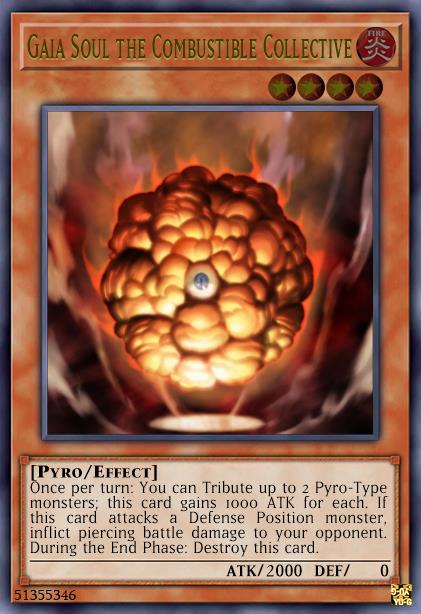 Gaia Soul the Combustible Collective
FIRE
炎
[Pyro/Effect]
Once per turn: You can Tribute up to 2 Pyro-Type
monsters; this card gains 1000 ATK for each. If
this card attacks a Defense Position monster,
inflict piercing battle damage to your opponent.
During the End Phase: Destroy this card.
ATK/2000 DEF/ 0
51355346